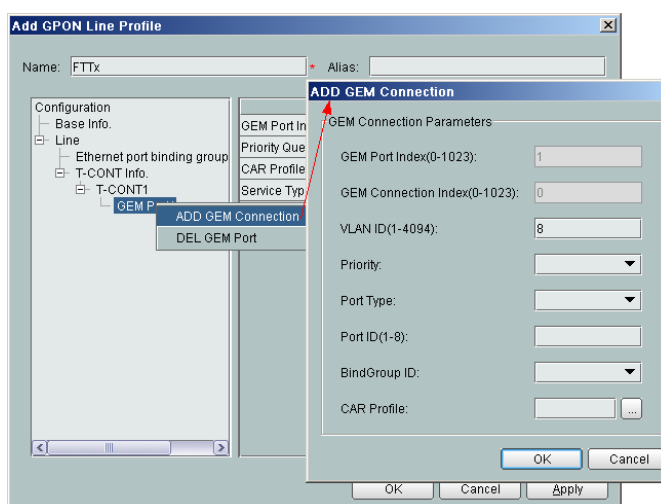 Add GPON Line Profile
Name: FTTx * Alias:
Configuration
Base Info.
Line
Ethernet port binding group
T-CONT Info.
T-CONT1
GEM
GEM Port In
Priority Que
CAR Profile
Service Typ
ADD GEM Connection
DEL GEM Port
ADD GEM Connection
GEM Connection Parameters
GEM Port Index(0-1023): 1
GEM Connection Index(0-1023): 0
VLAN ID(1-4094): 8
Priority:
Port Type:
Port ID(1-8):
BindGroup ID:
CAR Profile: ...
OK Cancel
OK Cancel Apply